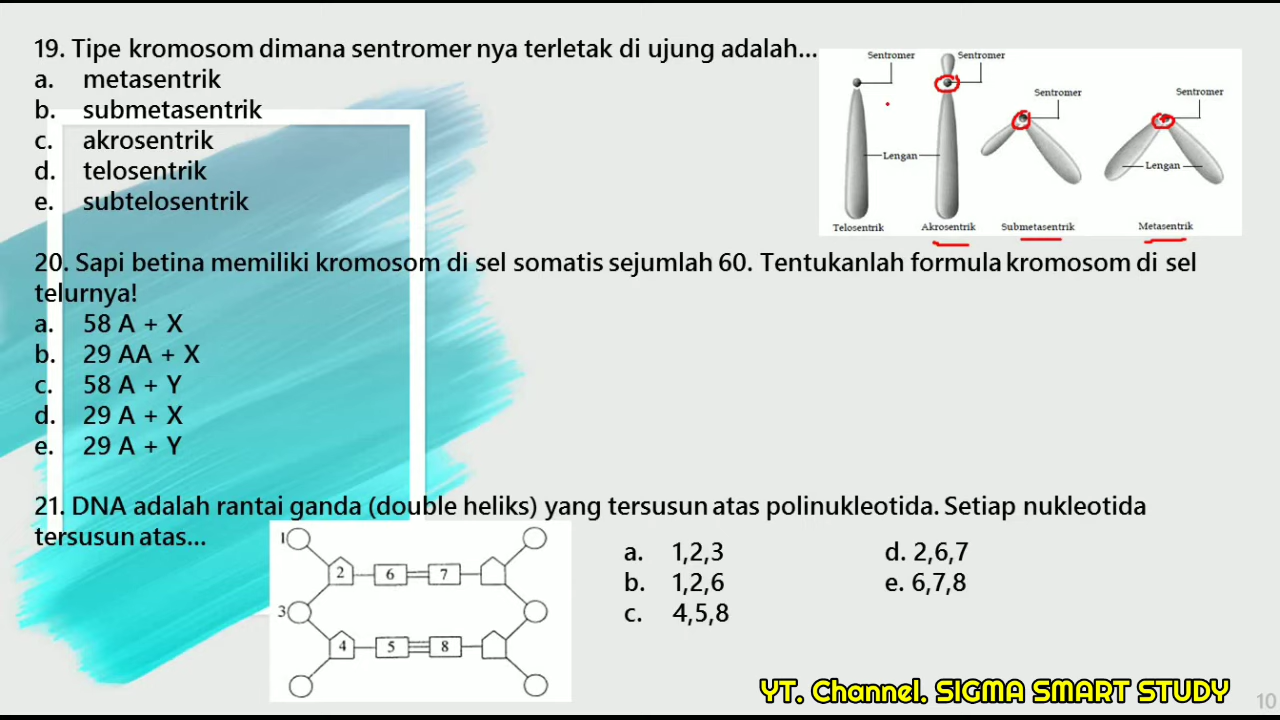 19. Tipe kromosom dimana sentromer nya terletak di ujung adalah...
a. metasentrik
b. submetasentrik
c. akrosentrik
d. telosentrik
e. subtelosentrik
Sentromer
Sentromer
Sentromer
Sentromer
Lengan
Lengan
Telosentrik
Akrosentrik
Submetasentrik
Metasentrik
20. Sapi betina memiliki kromosom di sel somatis sejumlah 60. Tentukanlah formula kromosom di sel
telurnya!
a. 58 A + X
b. 29 AA + X
c. 58 A + Y
d. 29 A + X
e. 29 A + Y
21. DNA adalah rantai ganda (double heliks) yang tersusun atas polinukleotida. Setiap nukleotida
tersusun atas...
1
2 6 7
3
4 5 8
a. 1,2,3
b. 1,2,6
c. 4,5,8
d. 2,6,7
e. 6,7,8
YT. Channel. SIGMA SMART STUDY
10